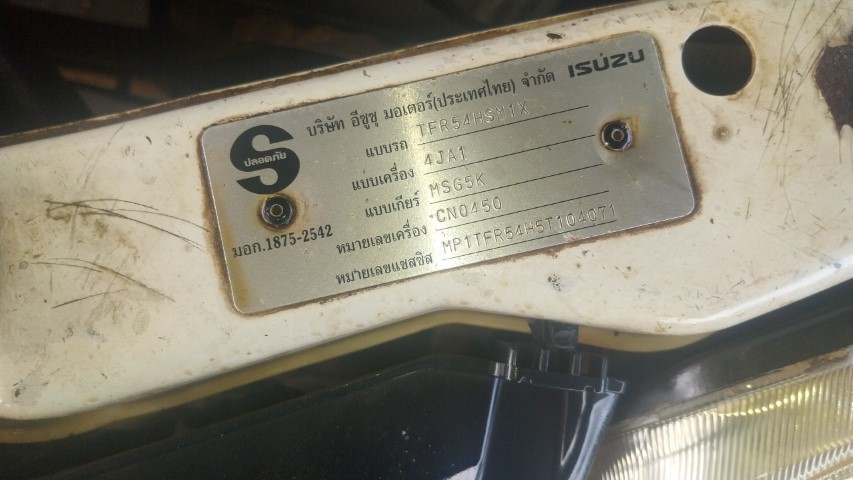 บริษัท อีซูซุ มอเตอร์(ประเทศไทย) จำกัด ISUZU
ปลอดภัย
แบบรถ TFR54HSM1X
แบบเครื่อง 4JA1
แบบเกียร์ MSG5K
หมายเลขเครื่อง CN0450
มอก.1875-2542
หมายเลขแชสซิส MP1TFR54H5T104071